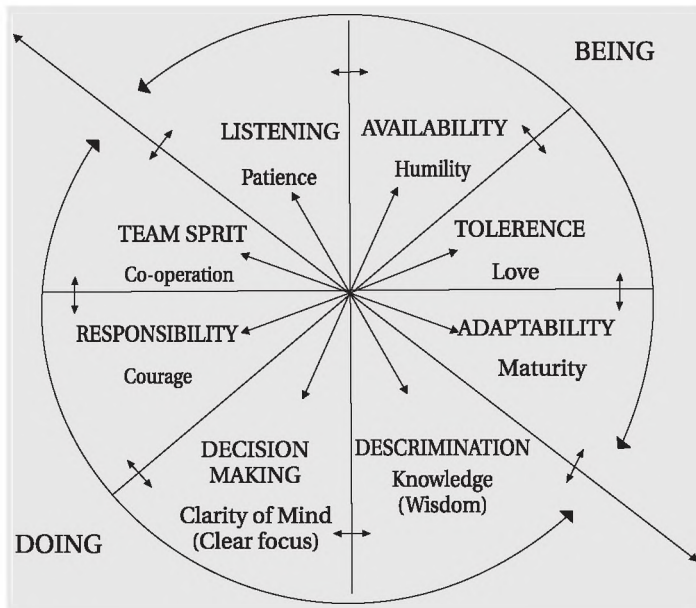 BEING
LISTENING
Patience
AVAILABILITY
Humility
TEAM SPRIT
Co-operation
TOLERENCE
Love
RESPONSIBILITY
Courage
ADAPTABILITY
Maturity
DECISION
MAKING
Clarity of Mind
(Clear focus)
DESCRIMINATION
Knowledge
(Wisdom)
DOING